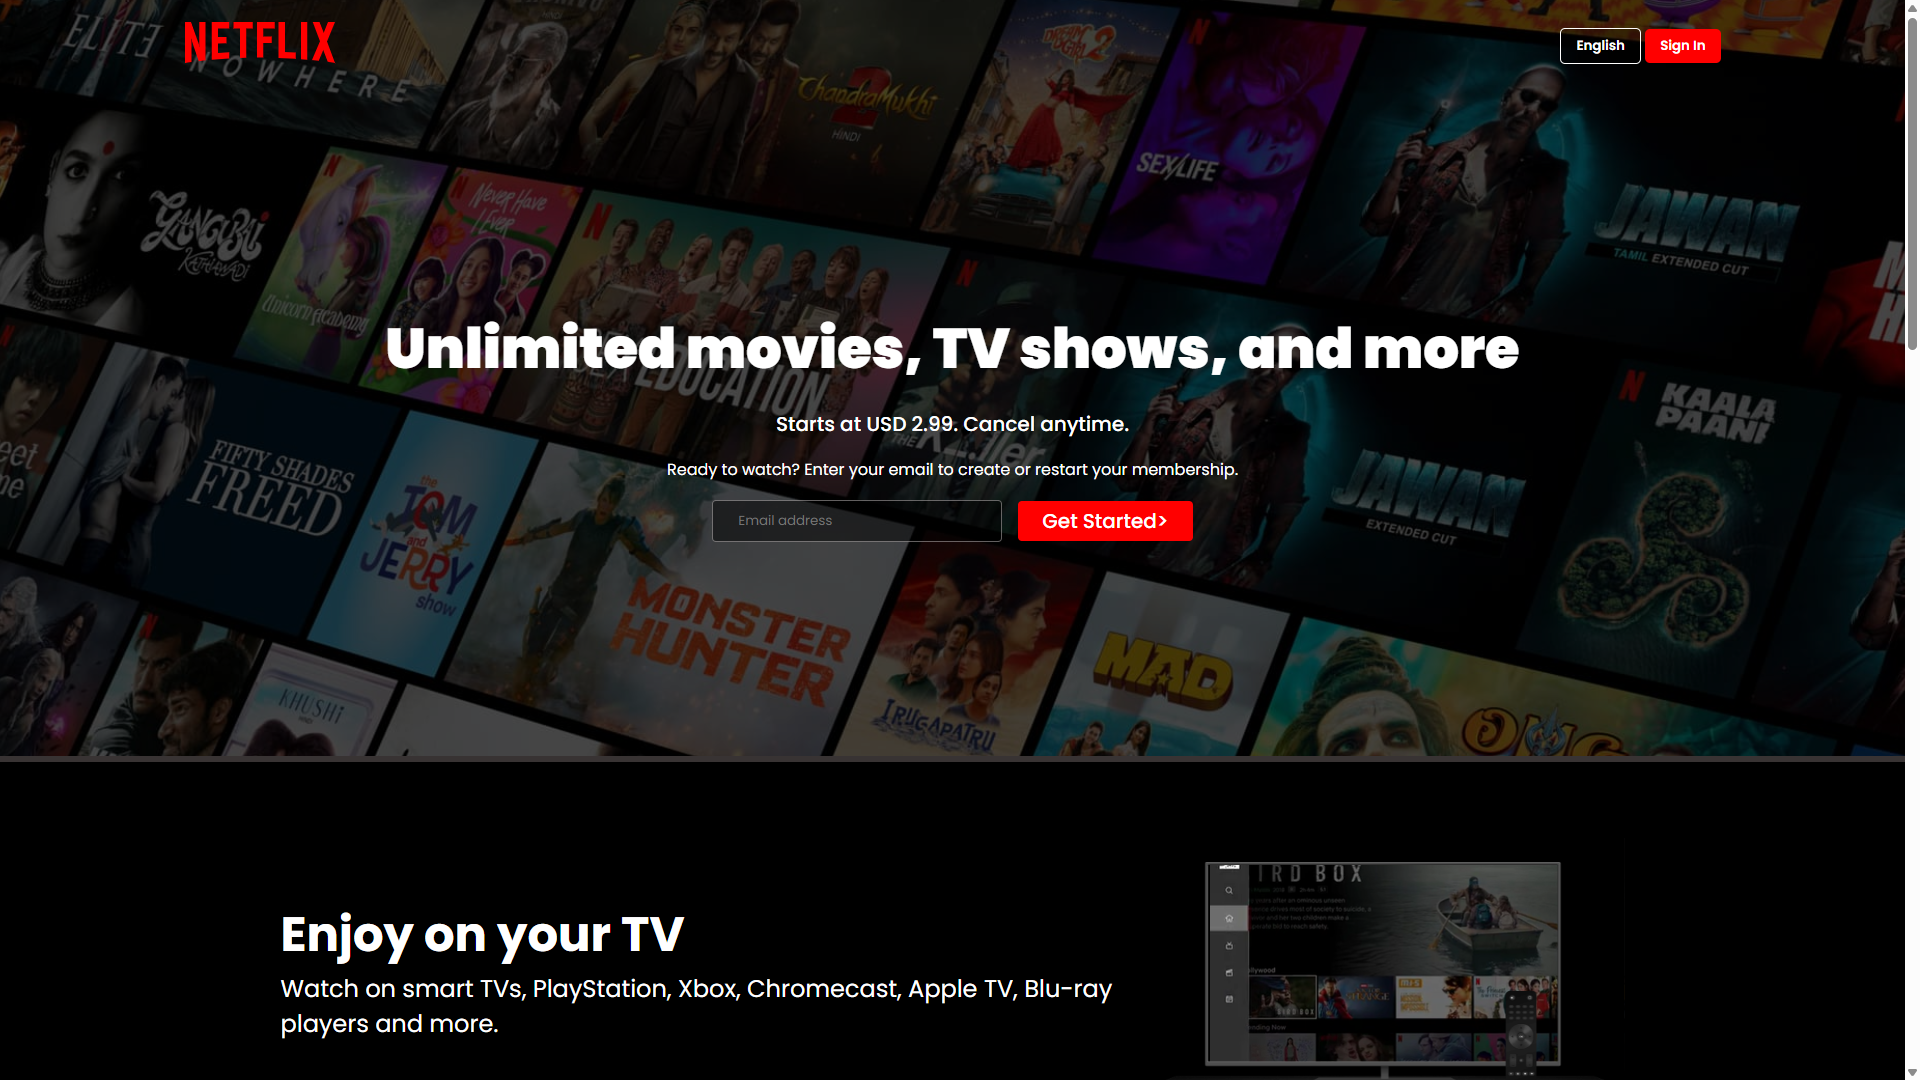 NETFLIX
English
Sign In
ELITE
NOWHERE
ChandraMukhi
2
HINDI
DREAM GIRL 2
SEX/LIFE
JAWAN
TAMIL EXTENDED CUT
GANGUBAI
KATHIAWADI
Unicorn Academy
Never Have
I Ever
EDUCATION
Unlimited movies, TV shows, and more
Starts at USD 2.99. Cancel anytime.
Ready to watch? Enter your email to create or restart your membership.
Email address
Get Started>
THE
Killer
JAWAN
EXTENDED CUT
KAALA
PAANI
FIFTY SHADES
FREED
the
TOM
and
JERRY
show
MONSTER
HUNTER
IRUGAPATRU
MAD
KHUSHI
Enjoy on your TV
Watch on smart TVs, PlayStation, Xbox, Chromecast, Apple TV, Blu-ray
players and more.
BIRD BOX